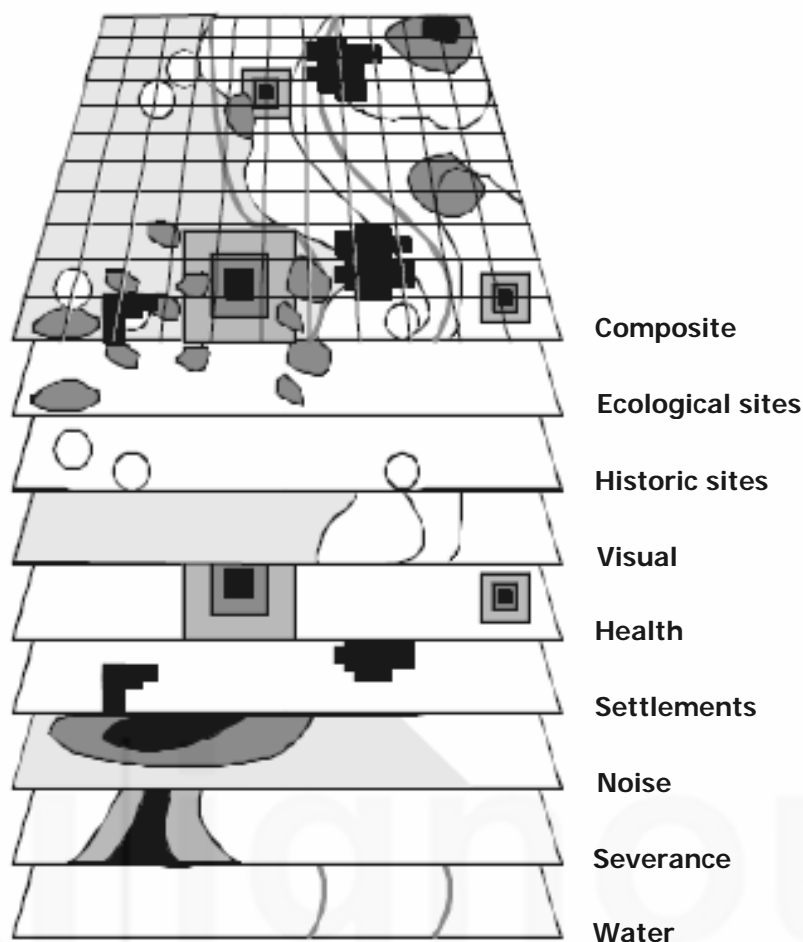 Composite
Ecological sites
Historic sites
Visual
Health
Settlements
Noise
Severance
Water